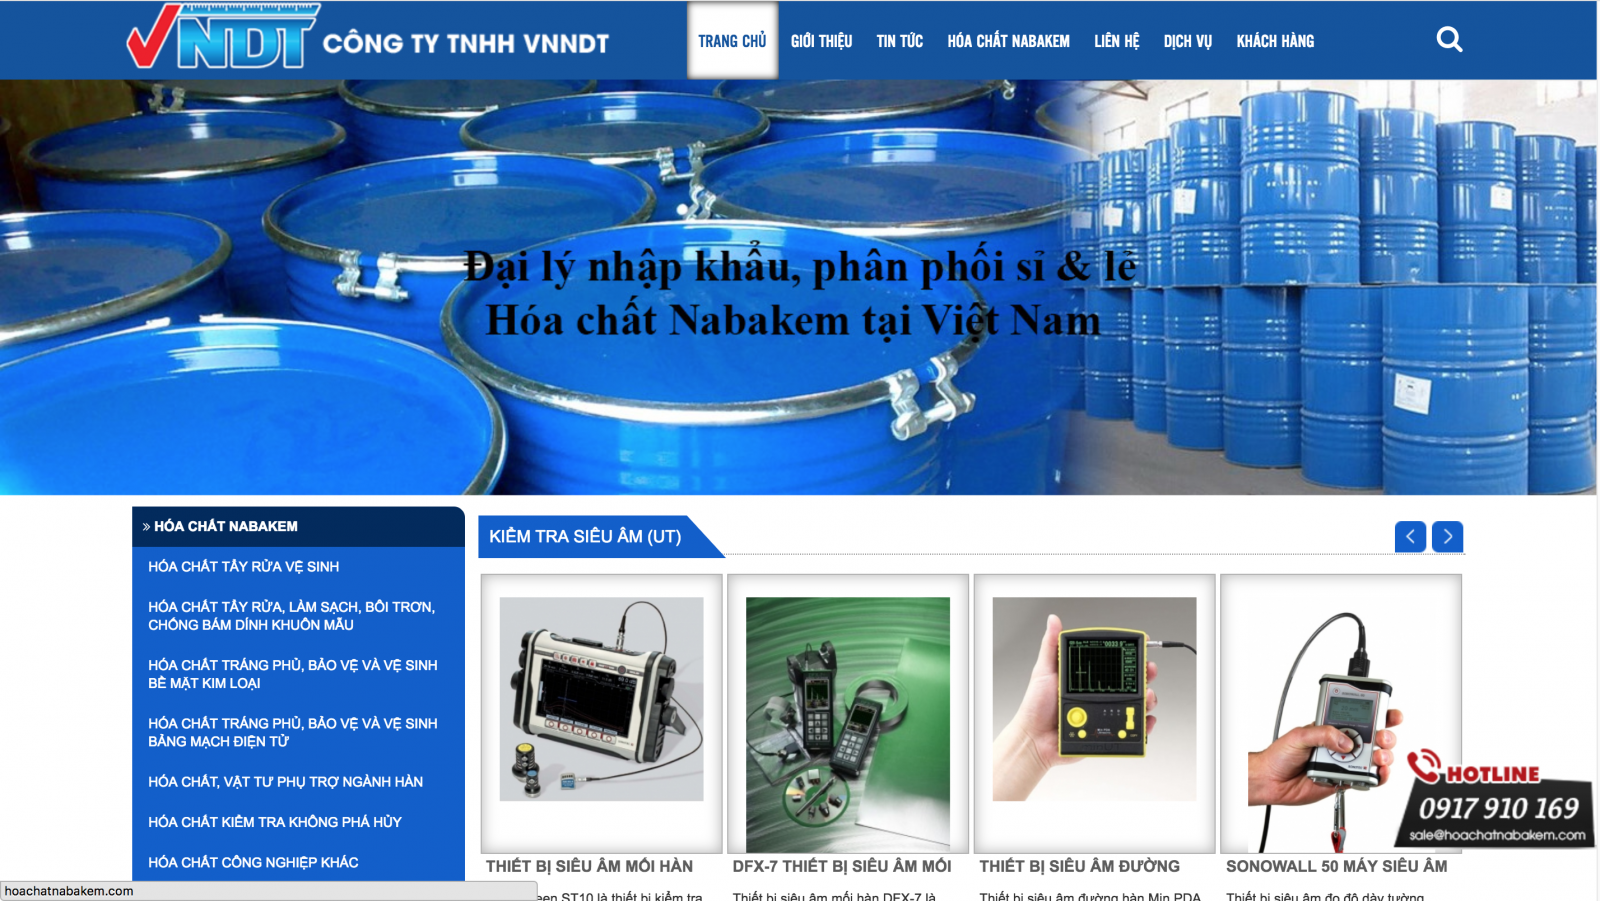 VNDT CÔNG TY TNHH VNNDT
TRANG CHỦ GIỚI THIỆU TIN TỨC HÓA CHẤT NABAKEM LIÊN HỆ DỊCH VỤ KHÁCH HÀNG
Đại lý nhập khẩu, phân phối sỉ & lẻ
Hóa chất Nabakem tại Việt Nam
» HÓA CHẤT NABAKEM
HÓA CHẤT TẨY RỬA VỆ SINH
HÓA CHẤT TẨY RỬA, LÀM SẠCH, BÔI TRƠN,
CHỐNG BÁM DÍNH KHUÔN MẪU
HÓA CHẤT TRÁNG PHỦ, BẢO VỆ VÀ VỆ SINH
BỀ MẶT KIM LOẠI
HÓA CHẤT TRÁNG PHỦ, BẢO VỆ VÀ VỆ SINH
BẢNG MẠCH ĐIỆN TỬ
HÓA CHẤT, VẬT TƯ PHỤ TRỢ NGÀNH HÀN
HÓA CHẤT KIỂM TRA KHÔNG PHÁ HỦY
HÓA CHẤT CÔNG NGHIỆP KHÁC
hoachatnabakem.com
KIỂM TRA SIÊU ÂM (UT)
THIẾT BỊ SIÊU ÂM MỐI HÀN
een ST10 là thiết bị kiểm tra
DFX-7 THIẾT BỊ SIÊU ÂM MỐI
Thiết bị siêu âm mối hàn DFX-7 là
THIẾT BỊ SIÊU ÂM ĐƯỜNG
Thiết bị siêu âm đường hàn Min PDA
SONOWALL 50 MÁY SIÊU ÂM
Thiết bị siêu âm đo độ dày tường
HOTLINE
0917 910 169
sale@hoachatnabakem.com